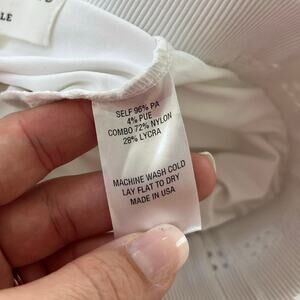 LE
SELF 96% PA
4% PUE
COMBO 72% NYLON
28% LYCRA
MACHINE WASH COLD
LAY FLAT TO DRY
MADE IN USA